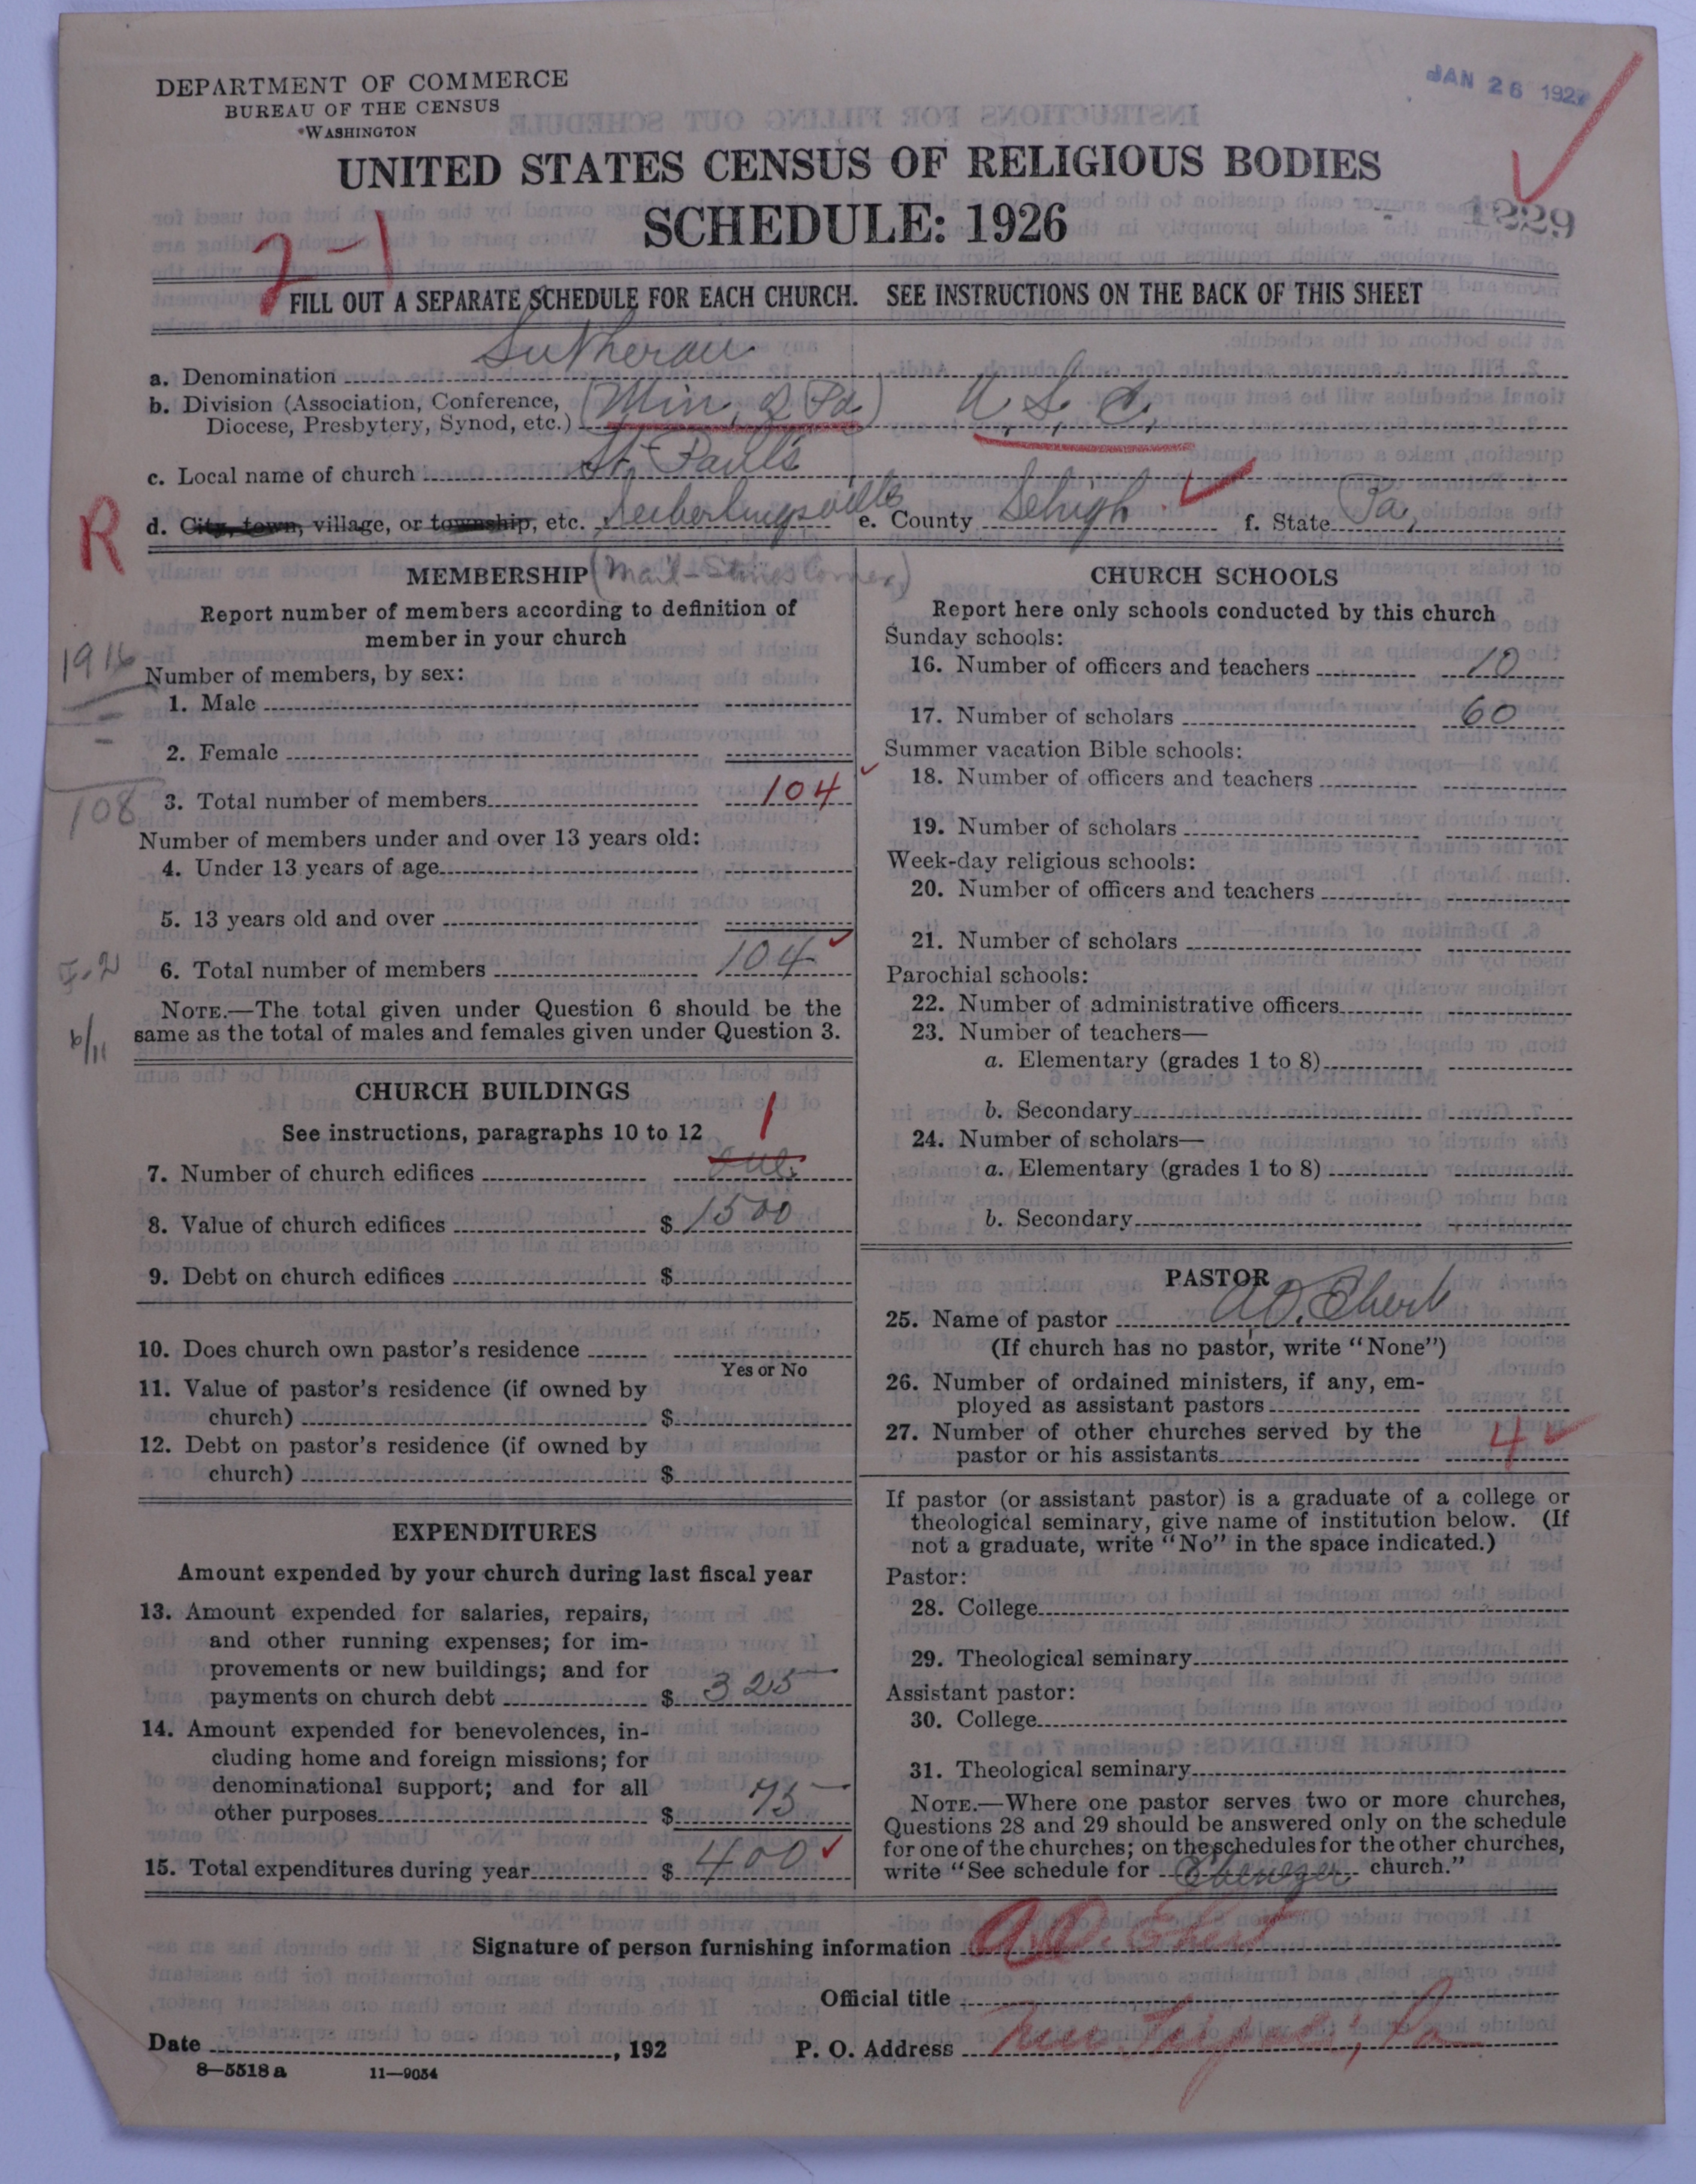 DEPARTMENT OF COMMERCE
BUREAU OF THE CENSUS
WASHINGTON
JAN 26 192
UNITED STATES CENSUS OF RELIGIOUS BODIES
SCHEDULE: 1926
1229
2-1
FILL OUT A SEPARATE SCHEDULE FOR EACH CHURCH. SEE INSTRUCTIONS ON THE BACK OF THIS SHEET
a. Denomination Lutheran
b. Division (Association, Conference, (Min. of Pa) U. L. C.
Diocese, Presbytery, Synod, etc.)
c. Local name of church St. Paul's
R
d. City, town, village, or township, etc. Seiberlingsville e. County Lehigh f. State Pa.
MEMBERSHIP (Mail-Stines Corner)
Report number of members according to definition of
member in your church
1916
Number of members, by sex:
1. Male
2. Female
108
3. Total number of members 104
Number of members under and over 13 years old:
4. Under 13 years of age
5. 13 years old and over
6. Total number of members 104
NOTE.—The total given under Question 6 should be the
6/11
same as the total of males and females given under Question 3.
CHURCH BUILDINGS
See instructions, paragraphs 10 to 12
1
7. Number of church edifices one
8. Value of church edifices $ 1500
9. Debt on church edifices $
10. Does church own pastor's residence
Yes or No
11. Value of pastor's residence (if owned by
church) $
12. Debt on pastor's residence (if owned by
church) $
EXPENDITURES
Amount expended by your church during last fiscal year
13. Amount expended for salaries, repairs,
and other running expenses; for im-
provements or new buildings; and for
payments on church debt $ 325 —
14. Amount expended for benevolences, in-
cluding home and foreign missions; for
denominational support; and for all
other purposes $ 75 —
15. Total expenditures during year $ 400
CHURCH SCHOOLS
Report here only schools conducted by this church
Sunday schools:
16. Number of officers and teachers 10
17. Number of scholars 60
Summer vacation Bible schools:
18. Number of officers and teachers
19. Number of scholars
Week-day religious schools:
20. Number of officers and teachers
21. Number of scholars
Parochial schools:
22. Number of administrative officers
23. Number of teachers—
a. Elementary (grades 1 to 8)
b. Secondary
24. Number of scholars—
a. Elementary (grades 1 to 8)
b. Secondary
PASTOR
25. Name of pastor A.O. Ebert
(If church has no pastor, write "None")
26. Number of ordained ministers, if any, em-
ployed as assistant pastors
27. Number of other churches served by the
pastor or his assistants 4
If pastor (or assistant pastor) is a graduate of a college or
theological seminary, give name of institution below. (If
not a graduate, write "No" in the space indicated.)
Pastor:
28. College
29. Theological seminary
Assistant pastor:
30. College
31. Theological seminary
NOTE.—Where one pastor serves two or more churches,
Questions 28 and 29 should be answered only on the schedule
for one of the churches; on the schedules for the other churches,
write "See schedule for Ebenezer church."
Signature of person furnishing information A.O. Ebert
Official title
Date , 192
P. O. Address New Tripoli, Pa
8—5518 a 11—9054